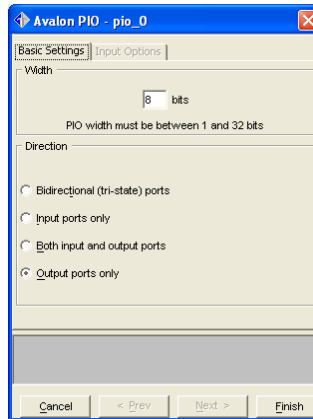 Avalon PIO - pio_0
Basic Settings Input Options
Width
8 bits
PIO width must be between 1 and 32 bits
Direction
Bidirectional (tri-state) ports
Input ports only
Both input and output ports
Output ports only
Cancel < Prev Next > Finish